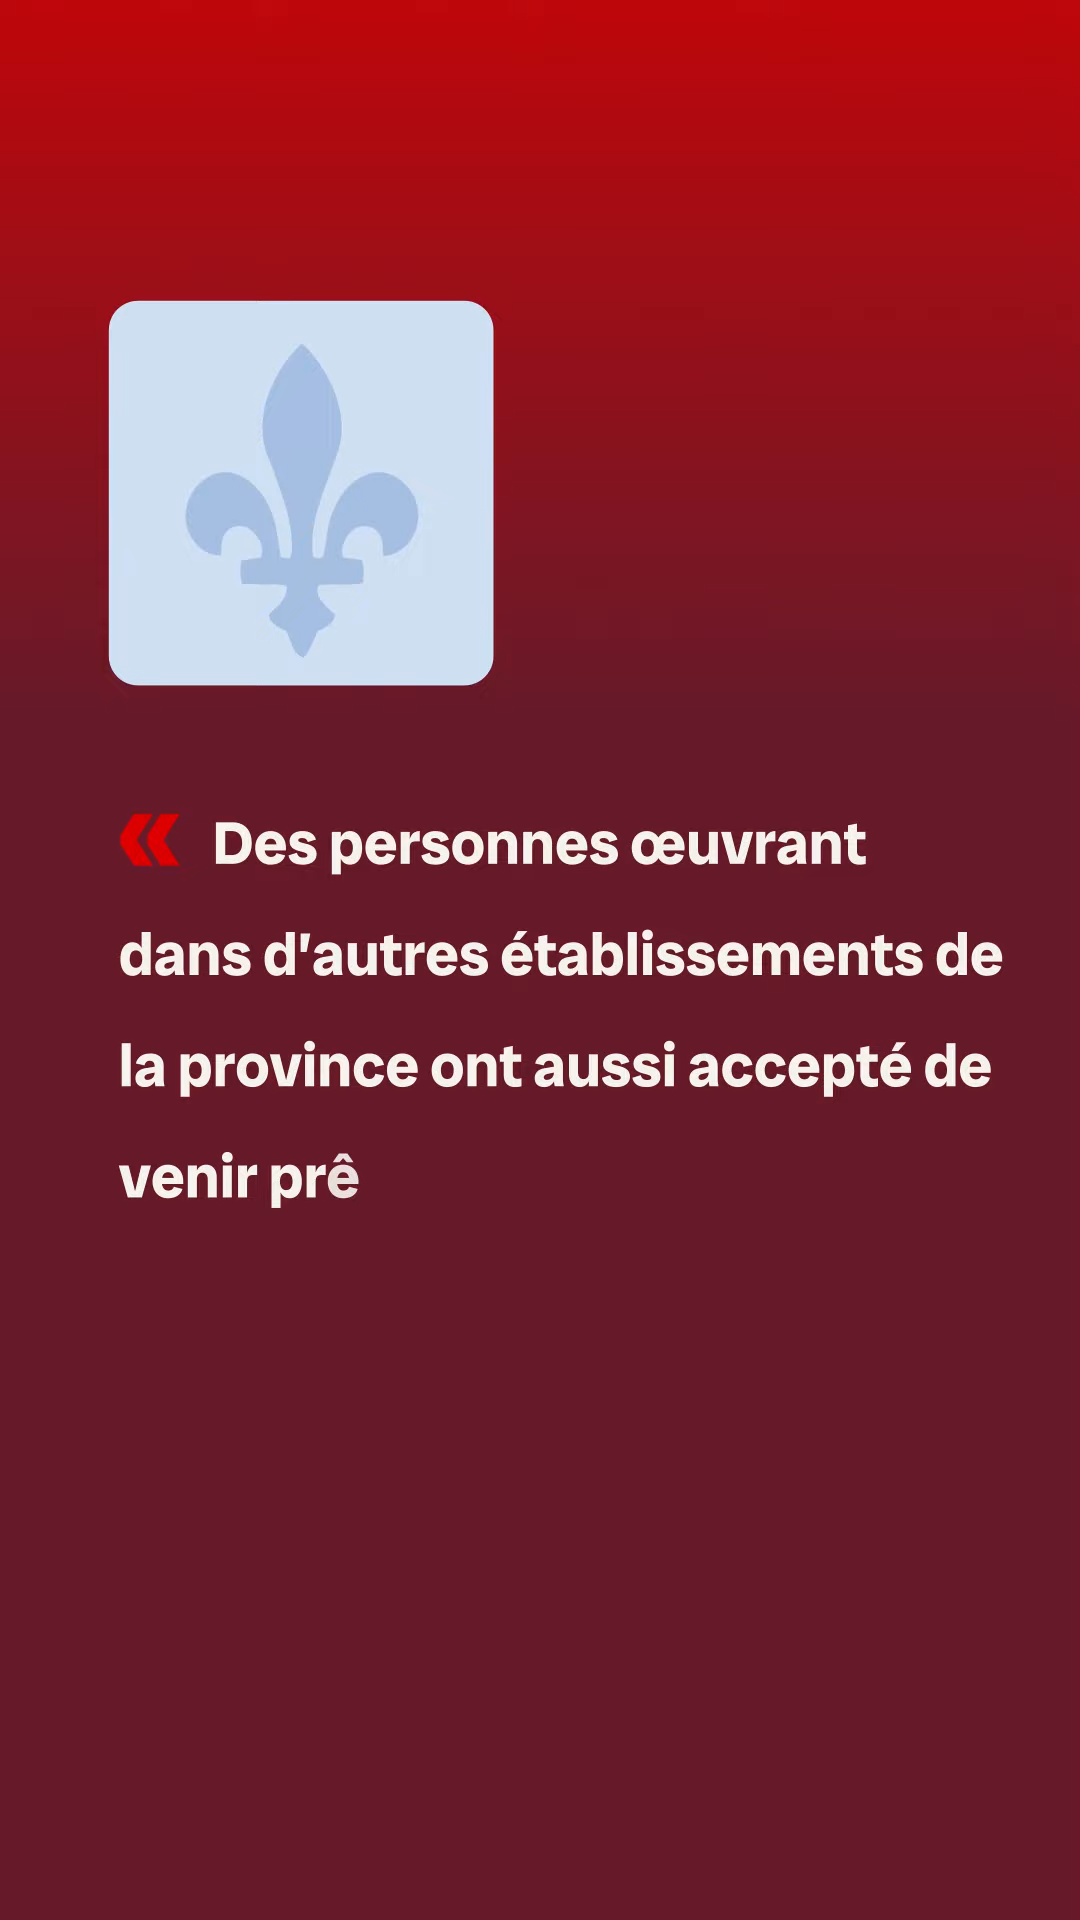 « Des personnes œuvrant
dans d'autres établissements de
la province ont aussi accepté de
venir prê